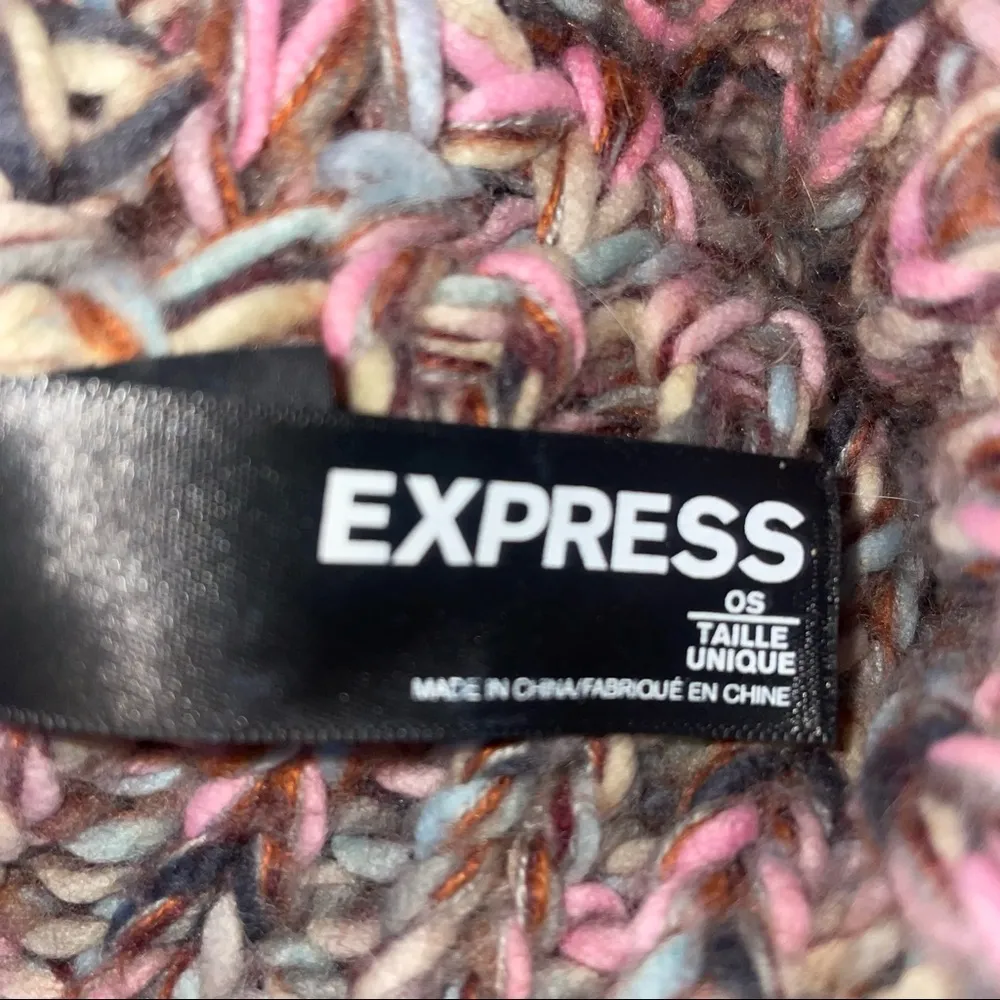 EXPRESS
OS
TAILLE
UNIQUE
MADE IN CHINA/FABRIQUÉ EN CHINE